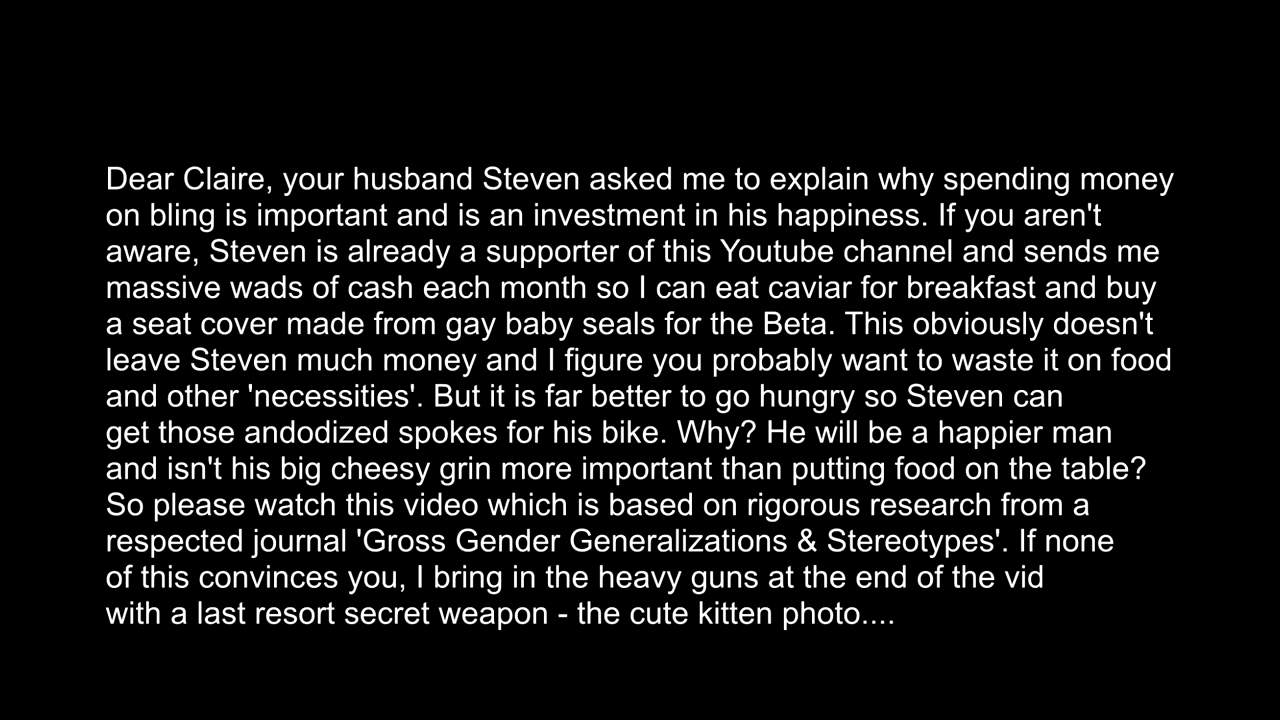 Dear Claire, your husband Steven asked me to explain why spending money
on bling is important and is an investment in his happiness. If you aren't
aware, Steven is already a supporter of this Youtube channel and sends me
massive wads of cash each month so I can eat caviar for breakfast and buy
a seat cover made from gay baby seals for the Beta. This obviously doesn't
leave Steven much money and I figure you probably want to waste it on food
and other 'necessities'. But it is far better to go hungry so Steven can
get those andodized spokes for his bike. Why? He will be a happier man
and isn't his big cheesy grin more important than putting food on the table?
So please watch this video which is based on rigorous research from a
respected journal 'Gross Gender Generalizations & Stereotypes'. If none
of this convinces you, I bring in the heavy guns at the end of the vid
with a last resort secret weapon - the cute kitten photo....